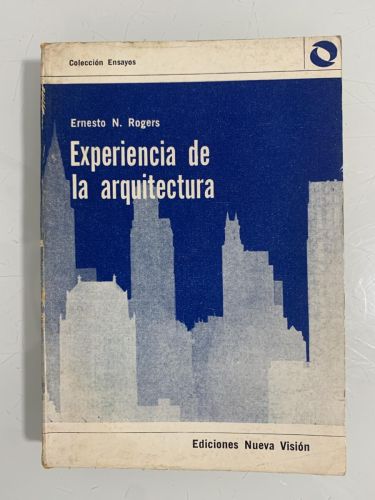 Colección Ensayos
Ernesto N. Rogers
Experiencia de
la arquitectura
Ediciones Nueva Visión